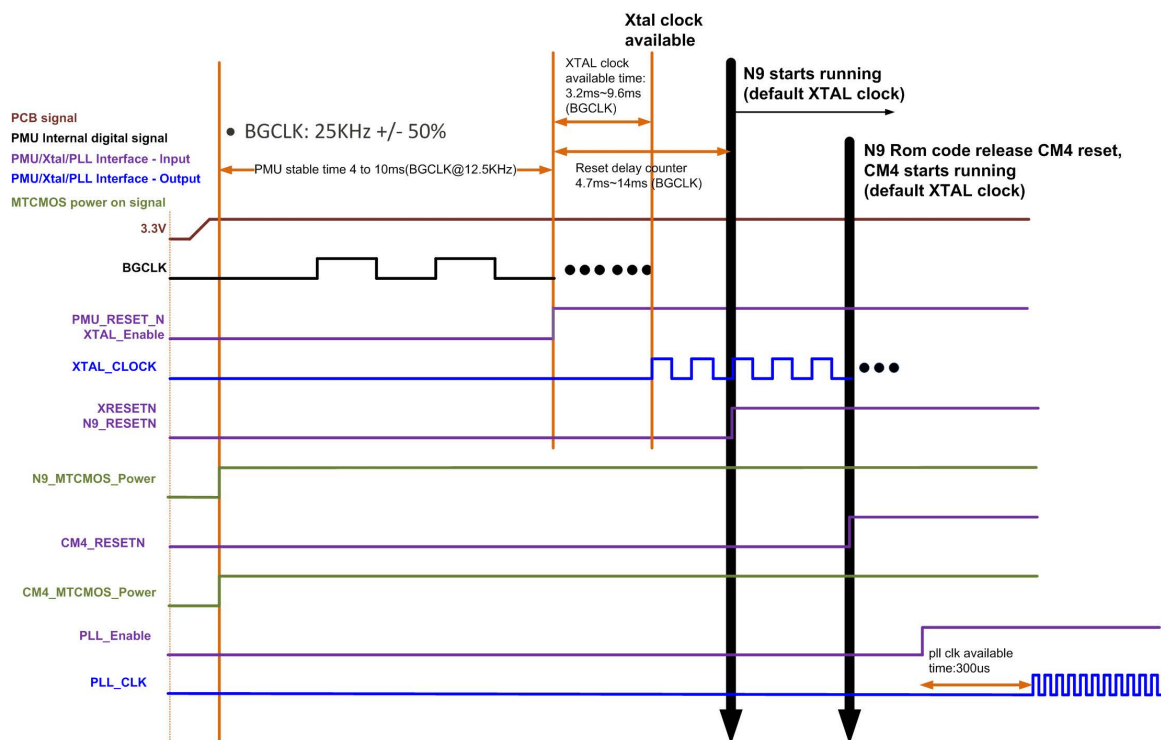 Xtal clock
available
XTAL clock
available time:
3.2ms~9.6ms
(BGCLK)
N9 starts running
(default XTAL clock)
PCB signal
PMU Internal digital signal
PMU/Xtal/PLL Interface - Input
PMU/Xtal/PLL Interface - Output
MTCMOS power on signal
• BGCLK: 25KHz +/- 50%
PMU stable time 4 to 10ms(BGCLK@12.5KHz)
Reset delay counter
4.7ms~14ms (BGCLK)
N9 Rom code release CM4 reset,
CM4 starts running
(default XTAL clock)
3.3V
BGCLK
PMU_RESET_N
XTAL_Enable
XTAL_CLOCK
XRESETN
N9_RESETN
N9_MTCMOS_Power
CM4_RESETN
CM4_MTCMOS_Power
PLL_Enable
pll clk available
time:300us
PLL_CLK